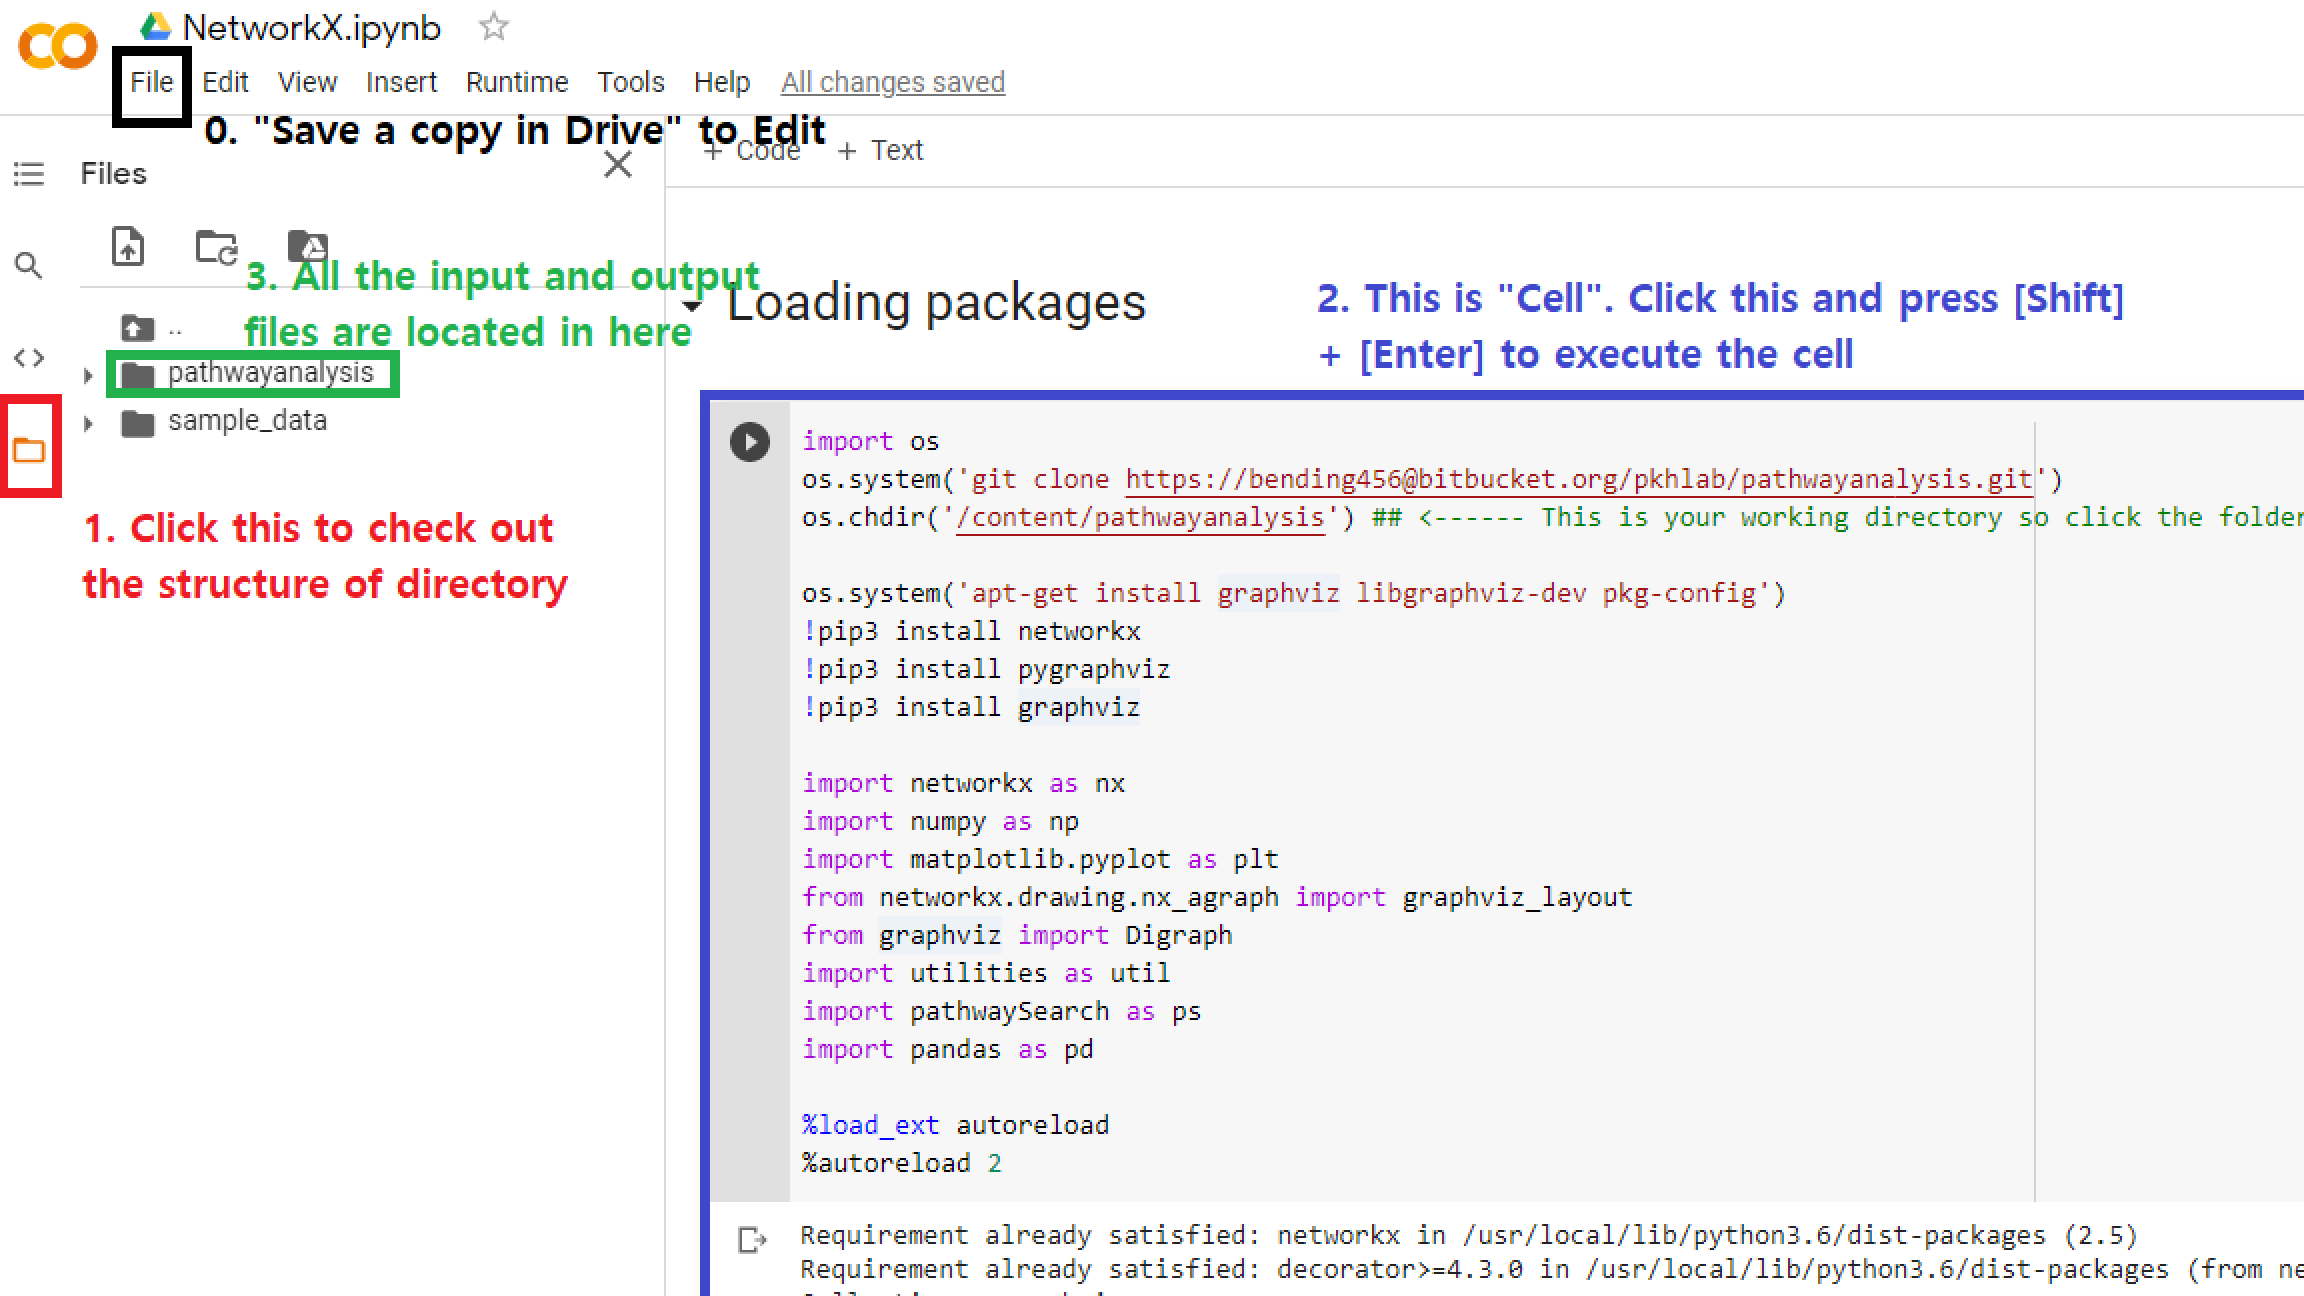 NetworkX.ipynb
File Edit View Insert Runtime Tools Help All changes saved
0. "Save a copy in Drive" to Edit
+ Code + Text
Files
3. All the input and output
files are located in here
..
pathwayanalysis
sample_data
1. Click this to check out
the structure of directory
Loading packages
2. This is "Cell". Click this and press [Shift]
+ [Enter] to execute the cell
import os
os.system('git clone https://bending456@bitbucket.org/pkhlab/pathwayanalysis.git')
os.chdir('/content/pathwayanalysis') ## <------ This is your working directory so click the folder
os.system('apt-get install graphviz libgraphviz-dev pkg-config')
!pip3 install networkx
!pip3 install pygraphviz
!pip3 install graphviz
import networkx as nx
import numpy as np
import matplotlib.pyplot as plt
from networkx.drawing.nx_agraph import graphviz_layout
from graphviz import Digraph
import utilities as util
import pathwaySearch as ps
import pandas as pd
%load_ext autoreload
%autoreload 2
Requirement already satisfied: networkx in /usr/local/lib/python3.6/dist-packages (2.5)
Requirement already satisfied: decorator>=4.3.0 in /usr/local/lib/python3.6/dist-packages (from ne